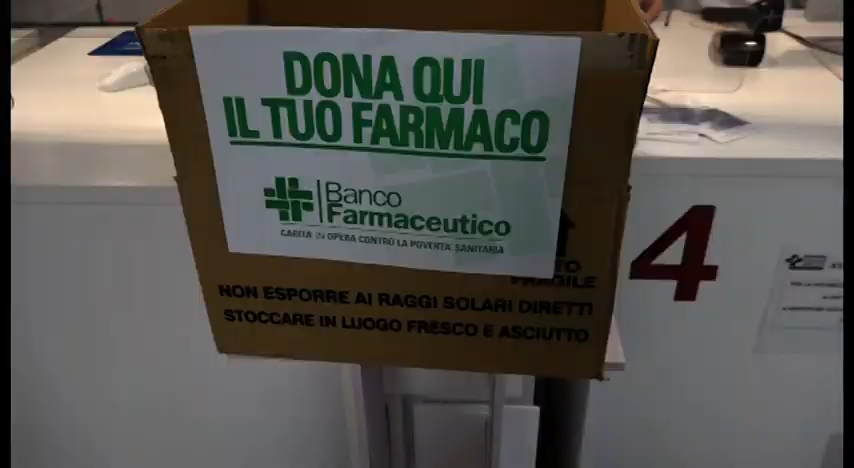 DONA QUI
IL TUO FARMACO
Banco
Farmaceutico
CARITÀ IN OPERA CONTRO LA POVERTÀ SANITARIA
FRAGILE
NON ESPORRE AI RAGGI SOLARI DIRETTI
STOCCARE IN LUOGO FRESCO E ASCIUTTO
4